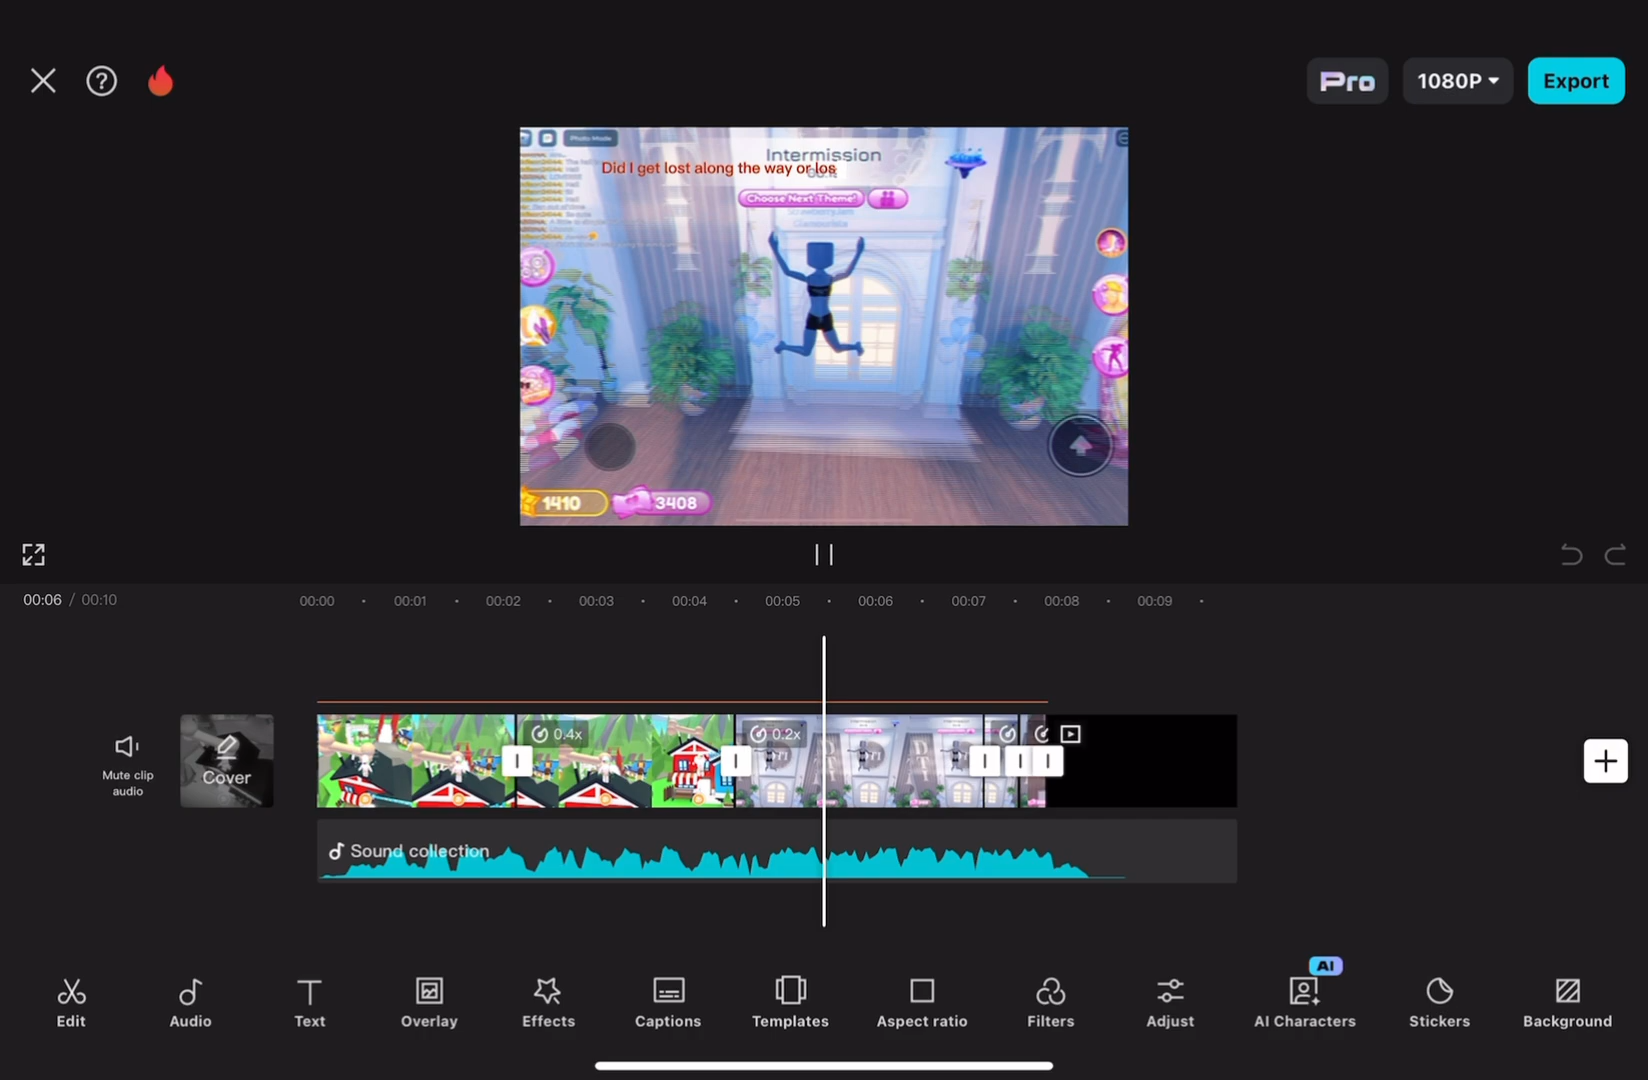 Pro
1080P
Export
Photo Mode
Intermission
Did I get lost along the way or los
Choose Next Theme!
1410
3408
00:06 / 00:10
00:00
00:01
00:02
00:03
00:04
00:05
00:06
00:07
00:08
00:09
Mute clip
audio
Cover
0.4x
0.2x
Sound collection
AI
Edit
Audio
Text
Overlay
Effects
Captions
Templates
Aspect ratio
Filters
Adjust
AI Characters
Stickers
Background